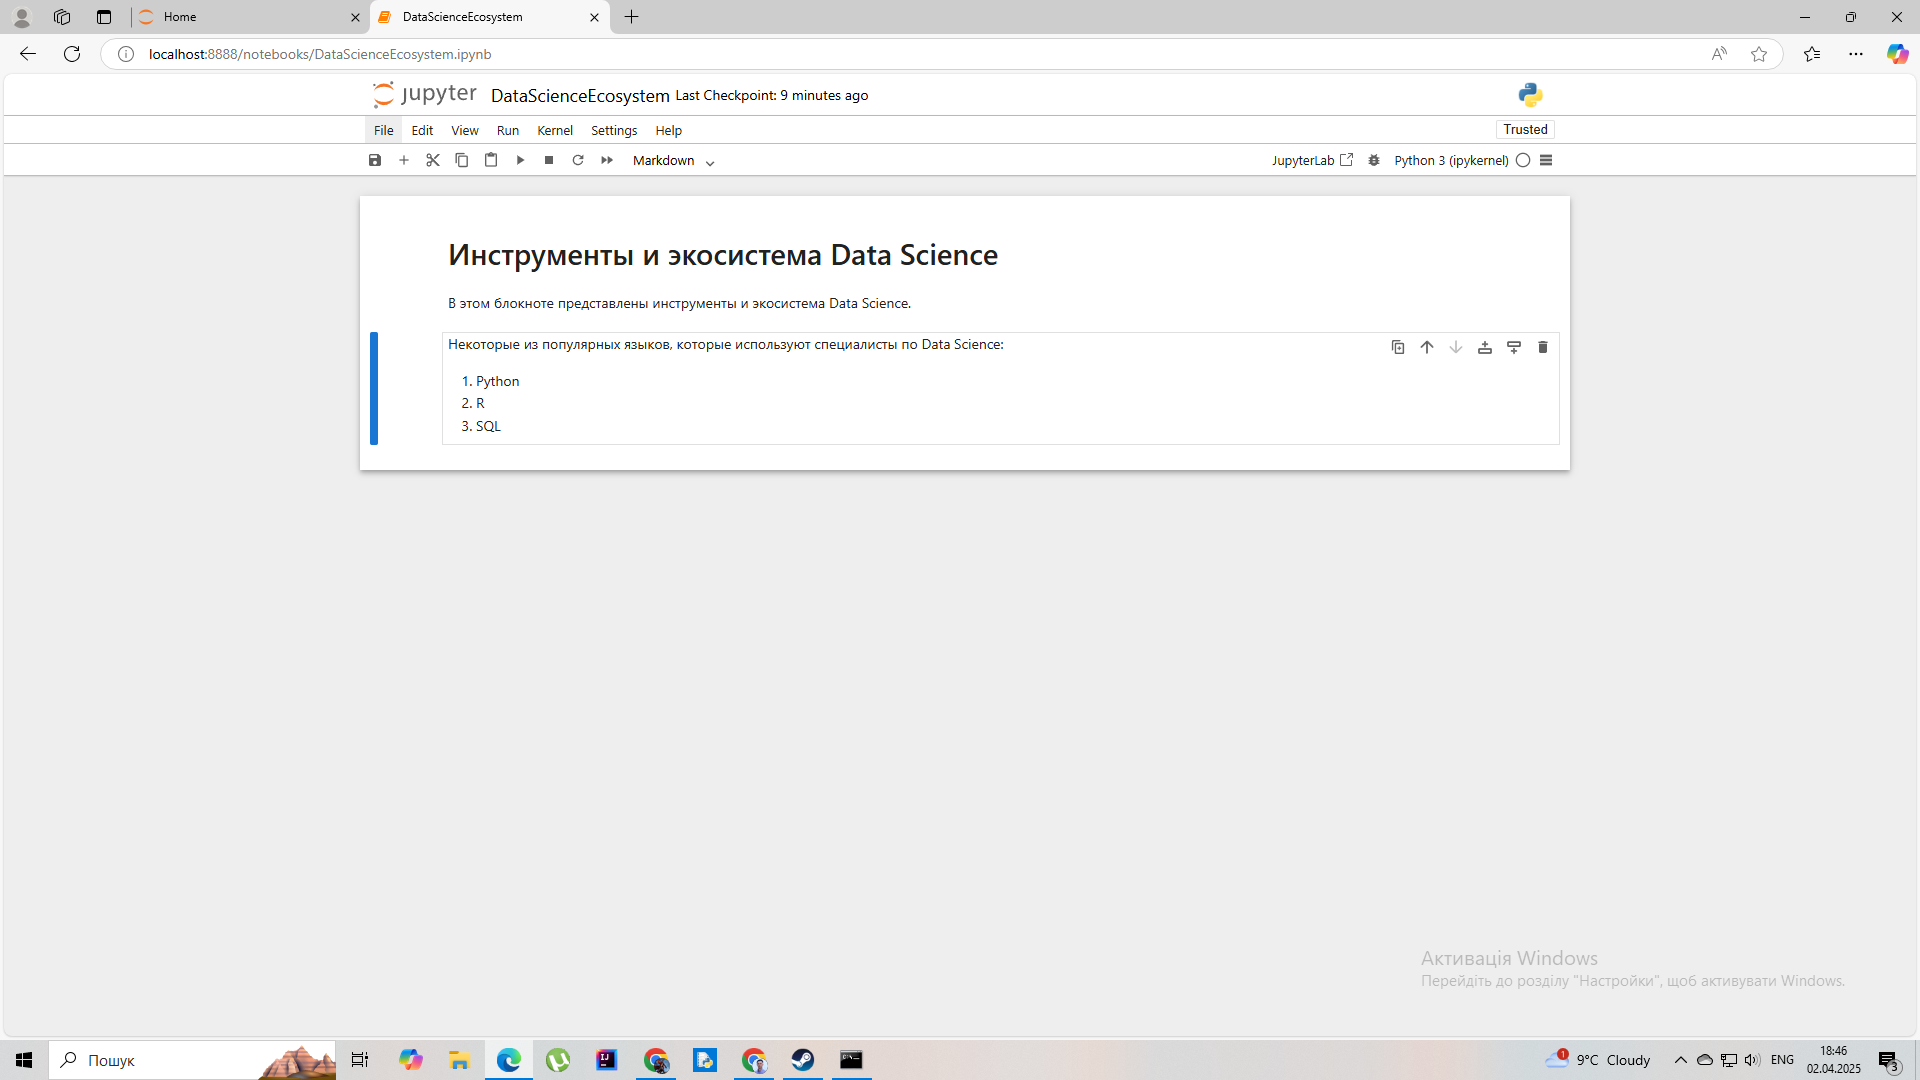 Home
DataScienceEcosystem
localhost:8888/notebooks/DataScienceEcosystem.ipynb
jupyter DataScienceEcosystem Last Checkpoint: 9 minutes ago
File Edit View Run Kernel Settings Help Trusted
Markdown JupyterLab Python 3 (ipykernel)
Инструменты и экосистема Data Science
В этом блокноте представлены инструменты и экосистема Data Science.
Некоторые из популярных языков, которые используют специалисты по Data Science:
1. Python
2. R
3. SQL
Активація Windows
Перейдіть до розділу "Настройки", щоб активувати Windows.
Пошук
1
9°C Cloudy
ENG
18:46
02.04.2025
3